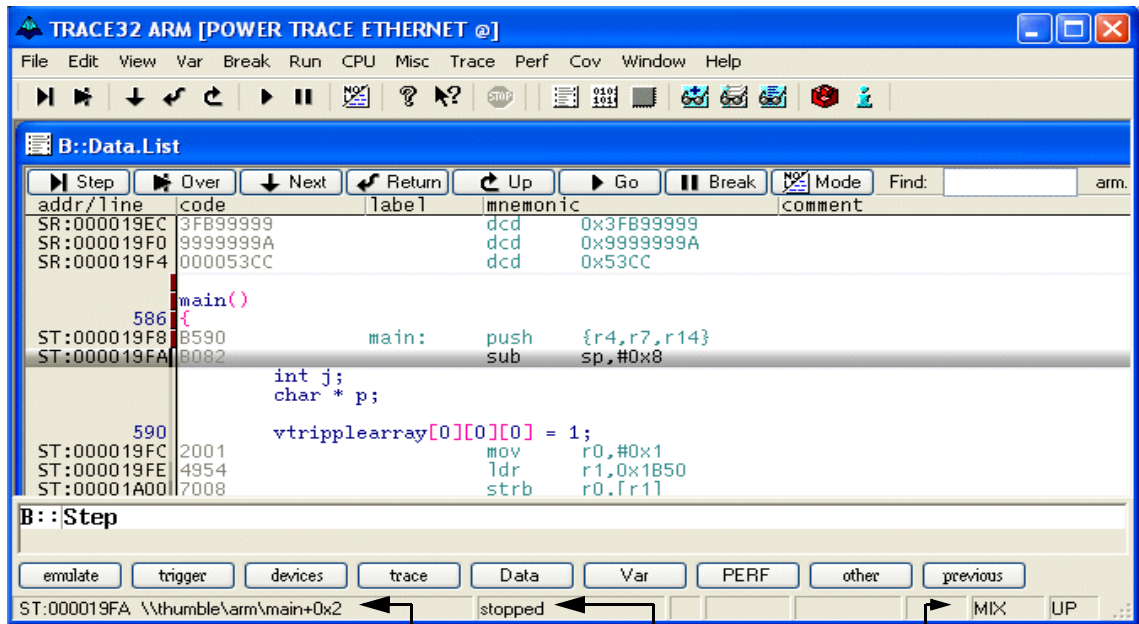 TRACE32 ARM [POWER TRACE ETHERNET @]
File Edit View Var Break Run CPU Misc Trace Perf Cov Window Help
B::Data.List
Step Over Next Return Up Go Break Mode Find: arm.
addr/line code label mnemonic comment
SR:000019EC 3FB99999 dcd 0x3FB99999
SR:000019F0 9999999A dcd 0x9999999A
SR:000019F4 000053CC dcd 0x53CC
main()
586 {
ST:000019F8 B590 main: push {r4,r7,r14}
ST:000019FA B082 sub sp,#0x8
int j;
char * p;
590 vtripplearray[0][0][0] = 1;
ST:000019FC 2001 mov r0,#0x1
ST:000019FE 4954 ldr r1,0x1B50
ST:00001A00 7008 strb r0,[r1]
B::Step
emulate trigger devices trace Data Var PERF other previous
ST:000019FA \\thumble\arm\main+0x2 stopped MIX UP